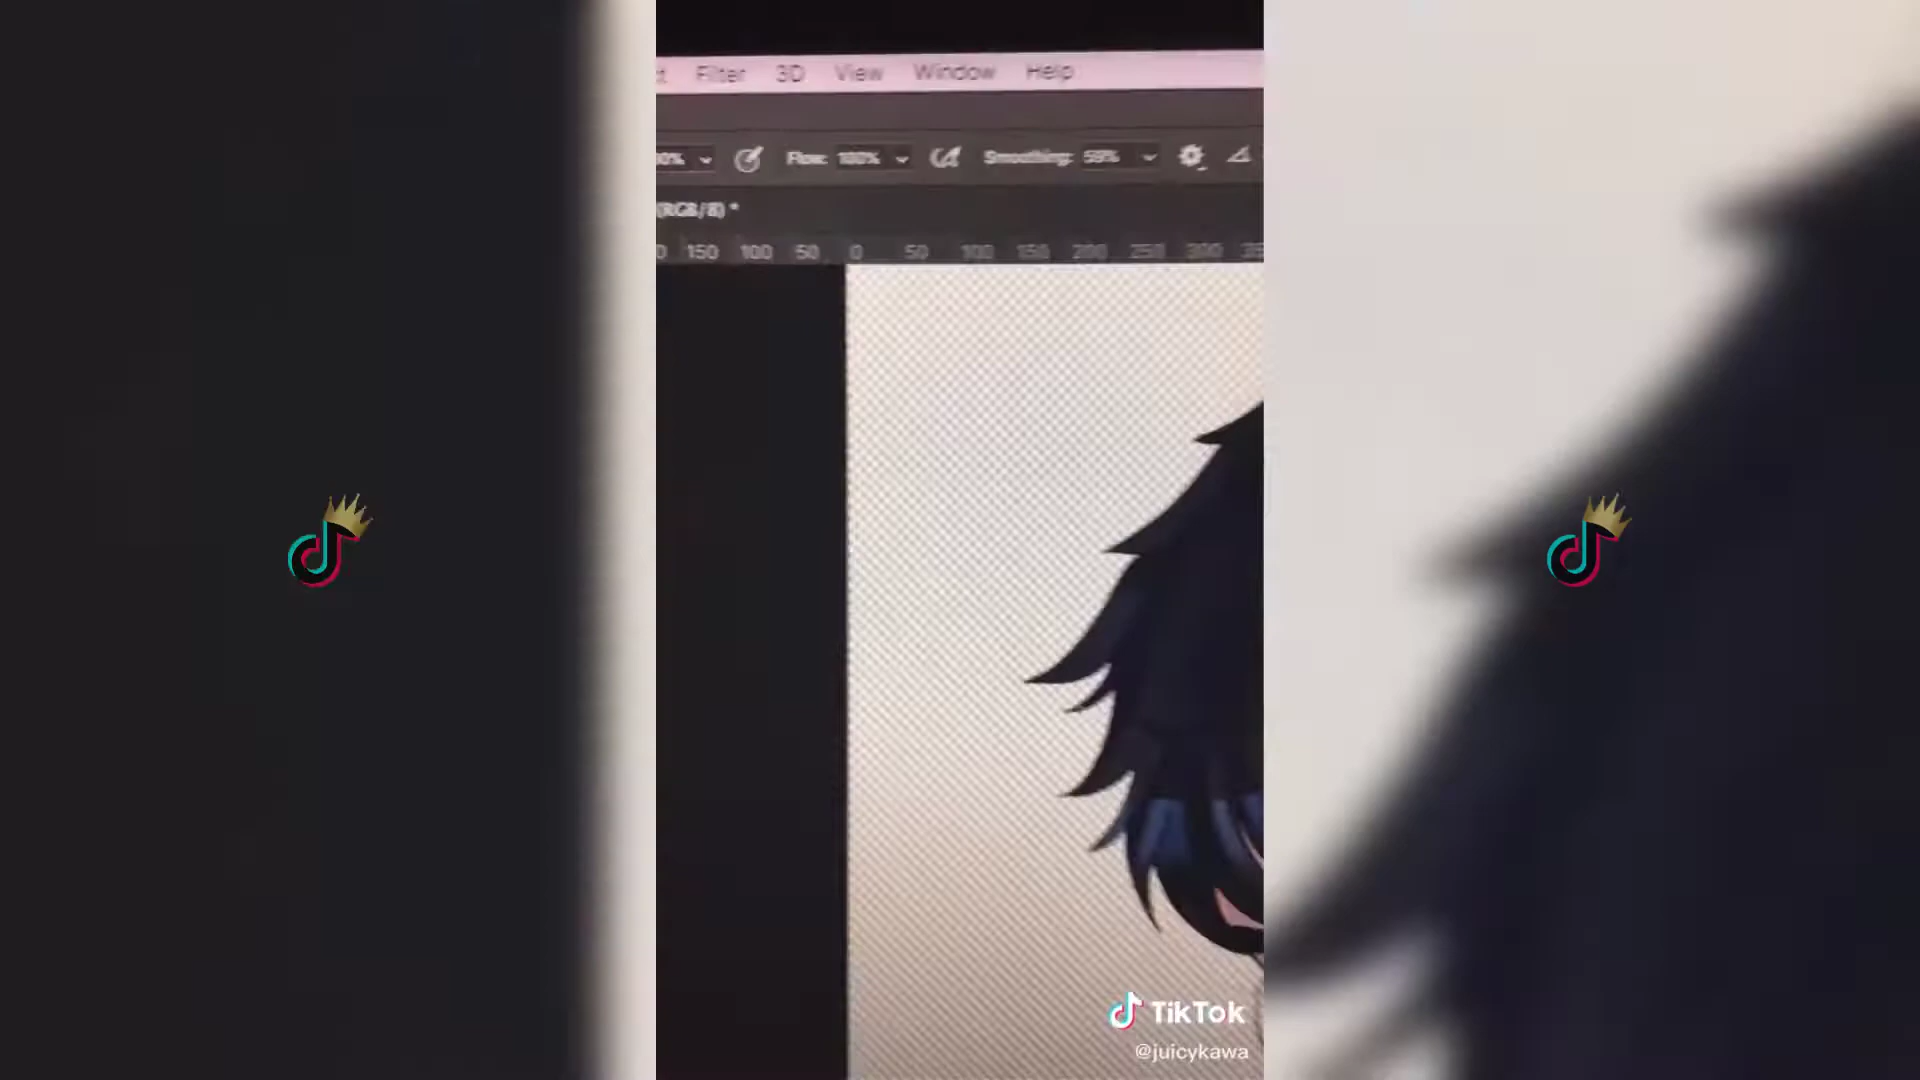 Filter 3D View Window Help
Flow: 100% Smoothing: 59%
(RGB/8) *
150 100 50 0 50 100 150 200 250 300
TikTok
@juicykawa